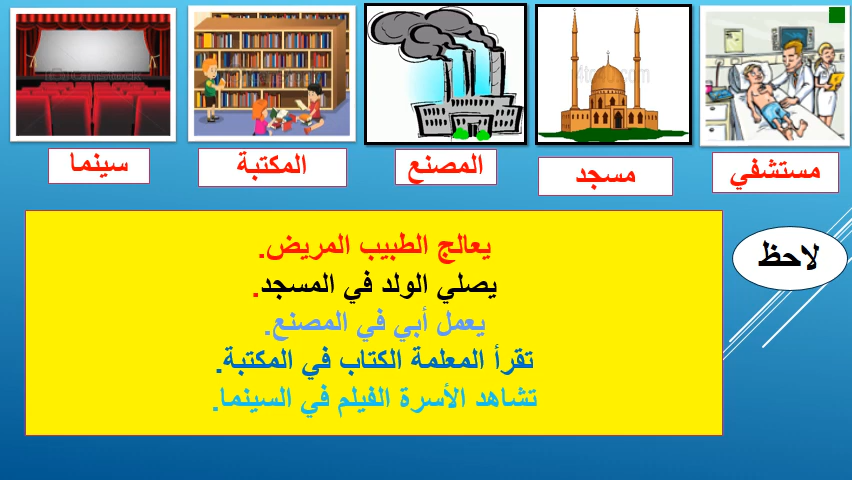 مستشفي
مسجد
المصنع
المكتبة
سينما
لاحظ
يعالج الطبيب المريض.
يصلي الولد في المسجد.
يعمل أبي في المصنع.
تقرأ المعلمة الكتاب في المكتبة.
تشاهد الأسرة الفيلم في السينما.